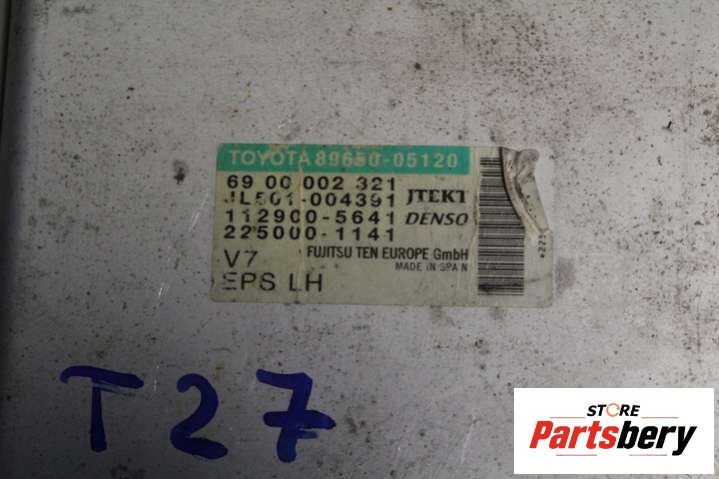 TOYOTA 89650-05120
69 00 002 321
JL501-004391 JTEKT
112900-5641 DENSO
225000-1141
V7 FUJITSU TEN EUROPE GmbH
MADE IN SPAIN
EPS LH
T27
STORE
Partsbery